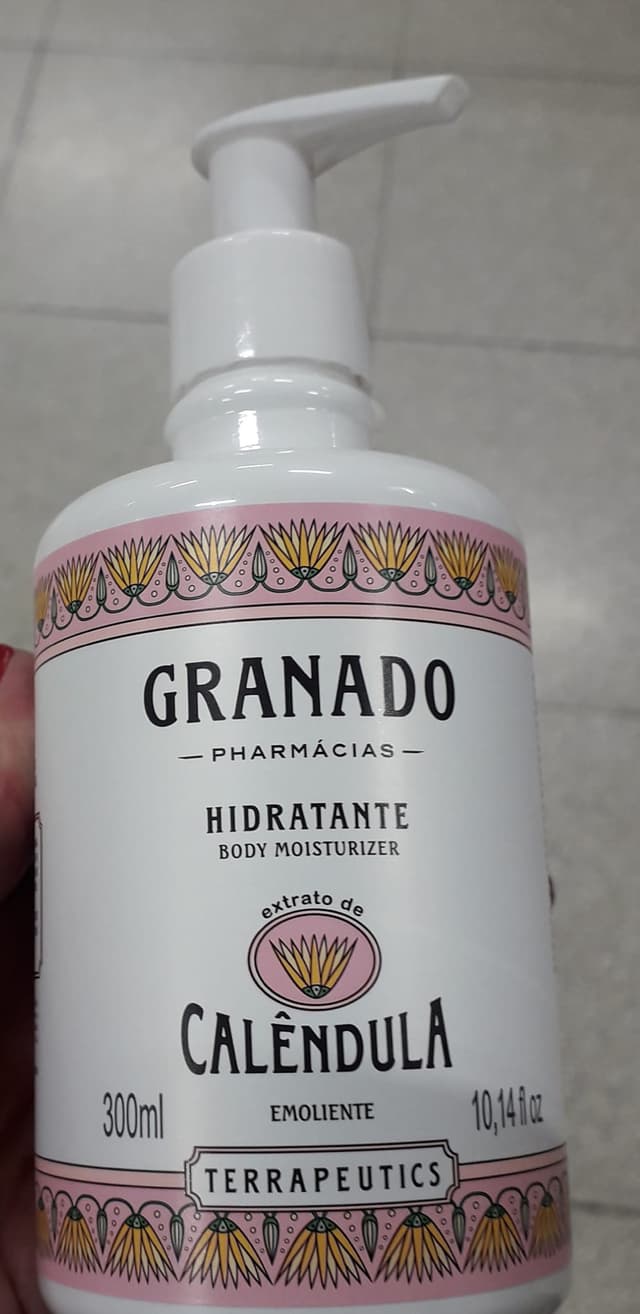 GRANADO
— PHARMÁCIAS —
HIDRATANTE
BODY MOISTURIZER
extrato de
CALÊNDULA
300ml
EMOLIENTE
10,14 fl oz
TERRAPEUTICS